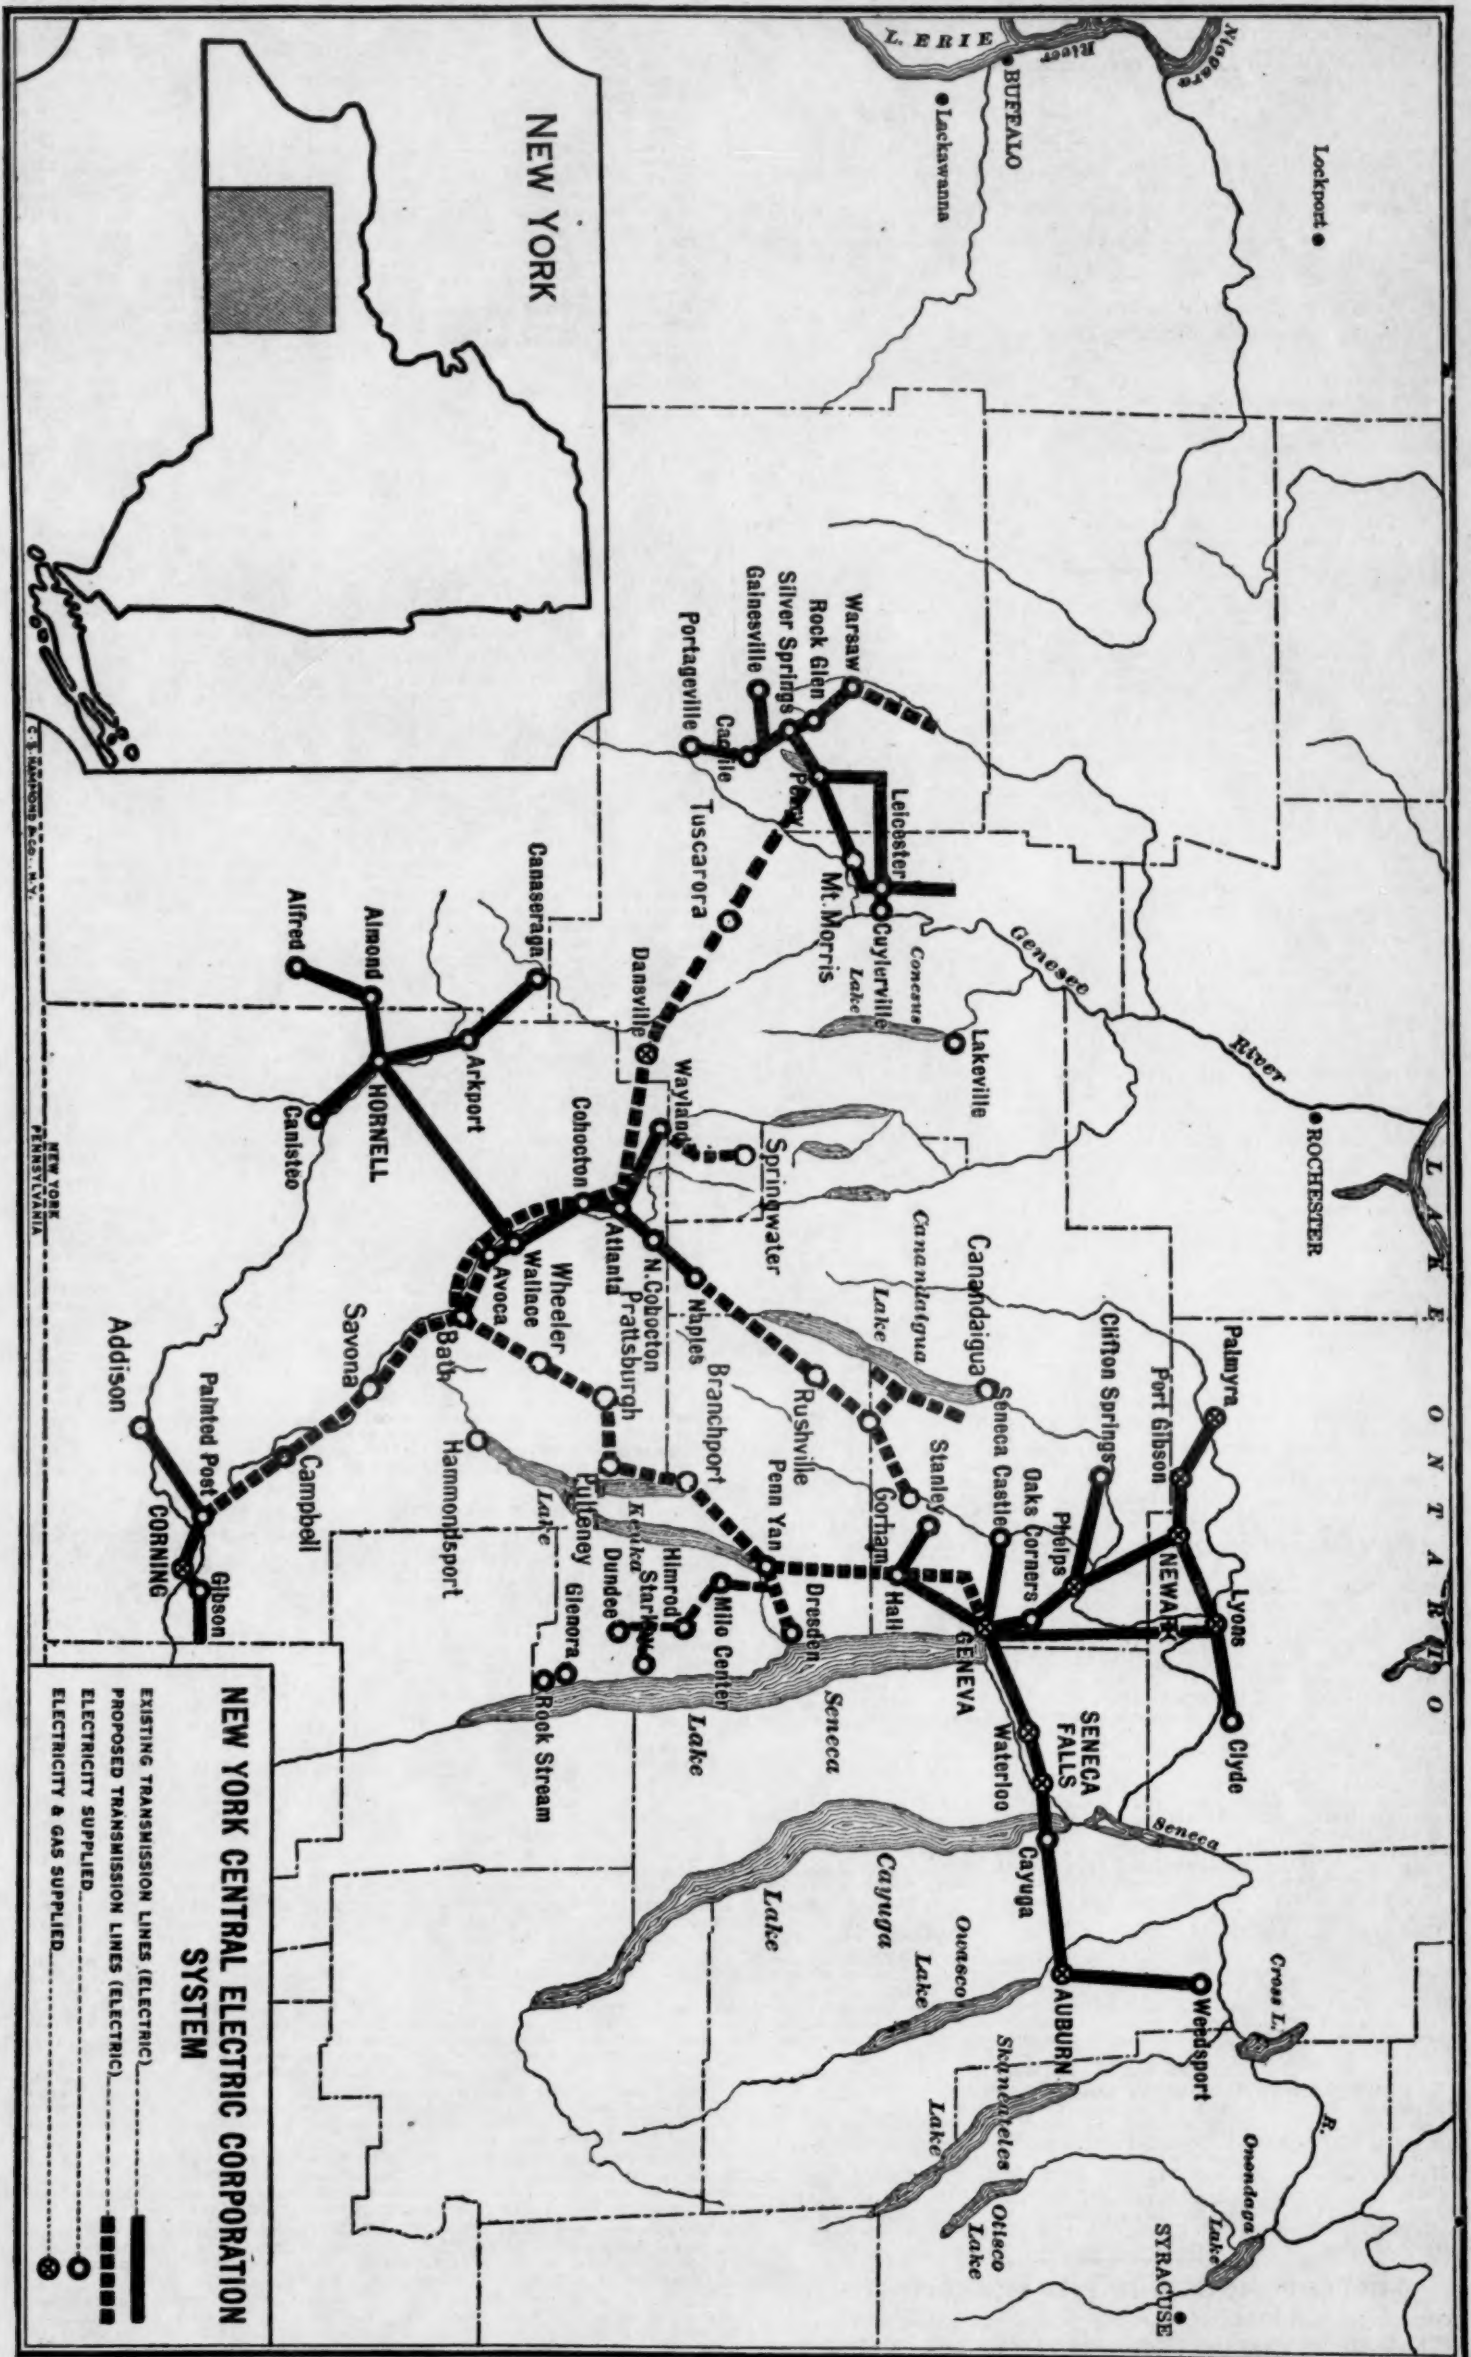 L. ERIE
River
Niagara
BUFFALO
Lackawanna
Lockport
LAKE ONTARIO
ROCHESTER
Genesee
River
Warsaw
Rock Glen
Silver Springs
Gainesville
Portageville
Castile
Perry
Leicester
Mt. Morris
Cuylerville
Conesus
Lake
Lakeville
Tuscarora
Dansville
Wayland
Springwater
Canaseraga
Almond
Alfred
Arkport
HORNELL
Canisteo
Cohocton
Atlanta
N. Cohocton
Naples
Wallace
Avoca
Wheeler
Prattsburgh
Bath
Savona
Campbell
Addison
Painted Post
CORNING
Gibson
Hammondsport
Pulteney
Branchport
Keuka
Lake
Penn Yan
Dresden
Milo Center
Himrod
Starkey
Dundee
Glenora
Rock Stream
Canandaigua
Lake
Canandaigua
Rushville
Gorham
Stanley
Hall
Seneca Castle
Oaks Corners
Phelps
Clifton Springs
Port Gibson
Palmyra
NEWARK
Lyons
Clyde
GENEVA
Waterloo
SENECA
FALLS
Cayuga
AUBURN
Weedsport
Seneca
Lake
Seneca
R.
Cayuga
Lake
Owasco
Lake
Skaneateles
Lake
Otisco
Lake
Cross L.
Onondaga
Lake
SYRACUSE
NEW YORK
NEW YORK
PENNSYLVANIA
C. S. HAMMOND & CO., N.Y.
NEW YORK CENTRAL ELECTRIC CORPORATION
SYSTEM
EXISTING TRANSMISSION LINES (ELECTRIC)
PROPOSED TRANSMISSION LINES (ELECTRIC)
ELECTRICITY SUPPLIED
ELECTRICITY & GAS SUPPLIED